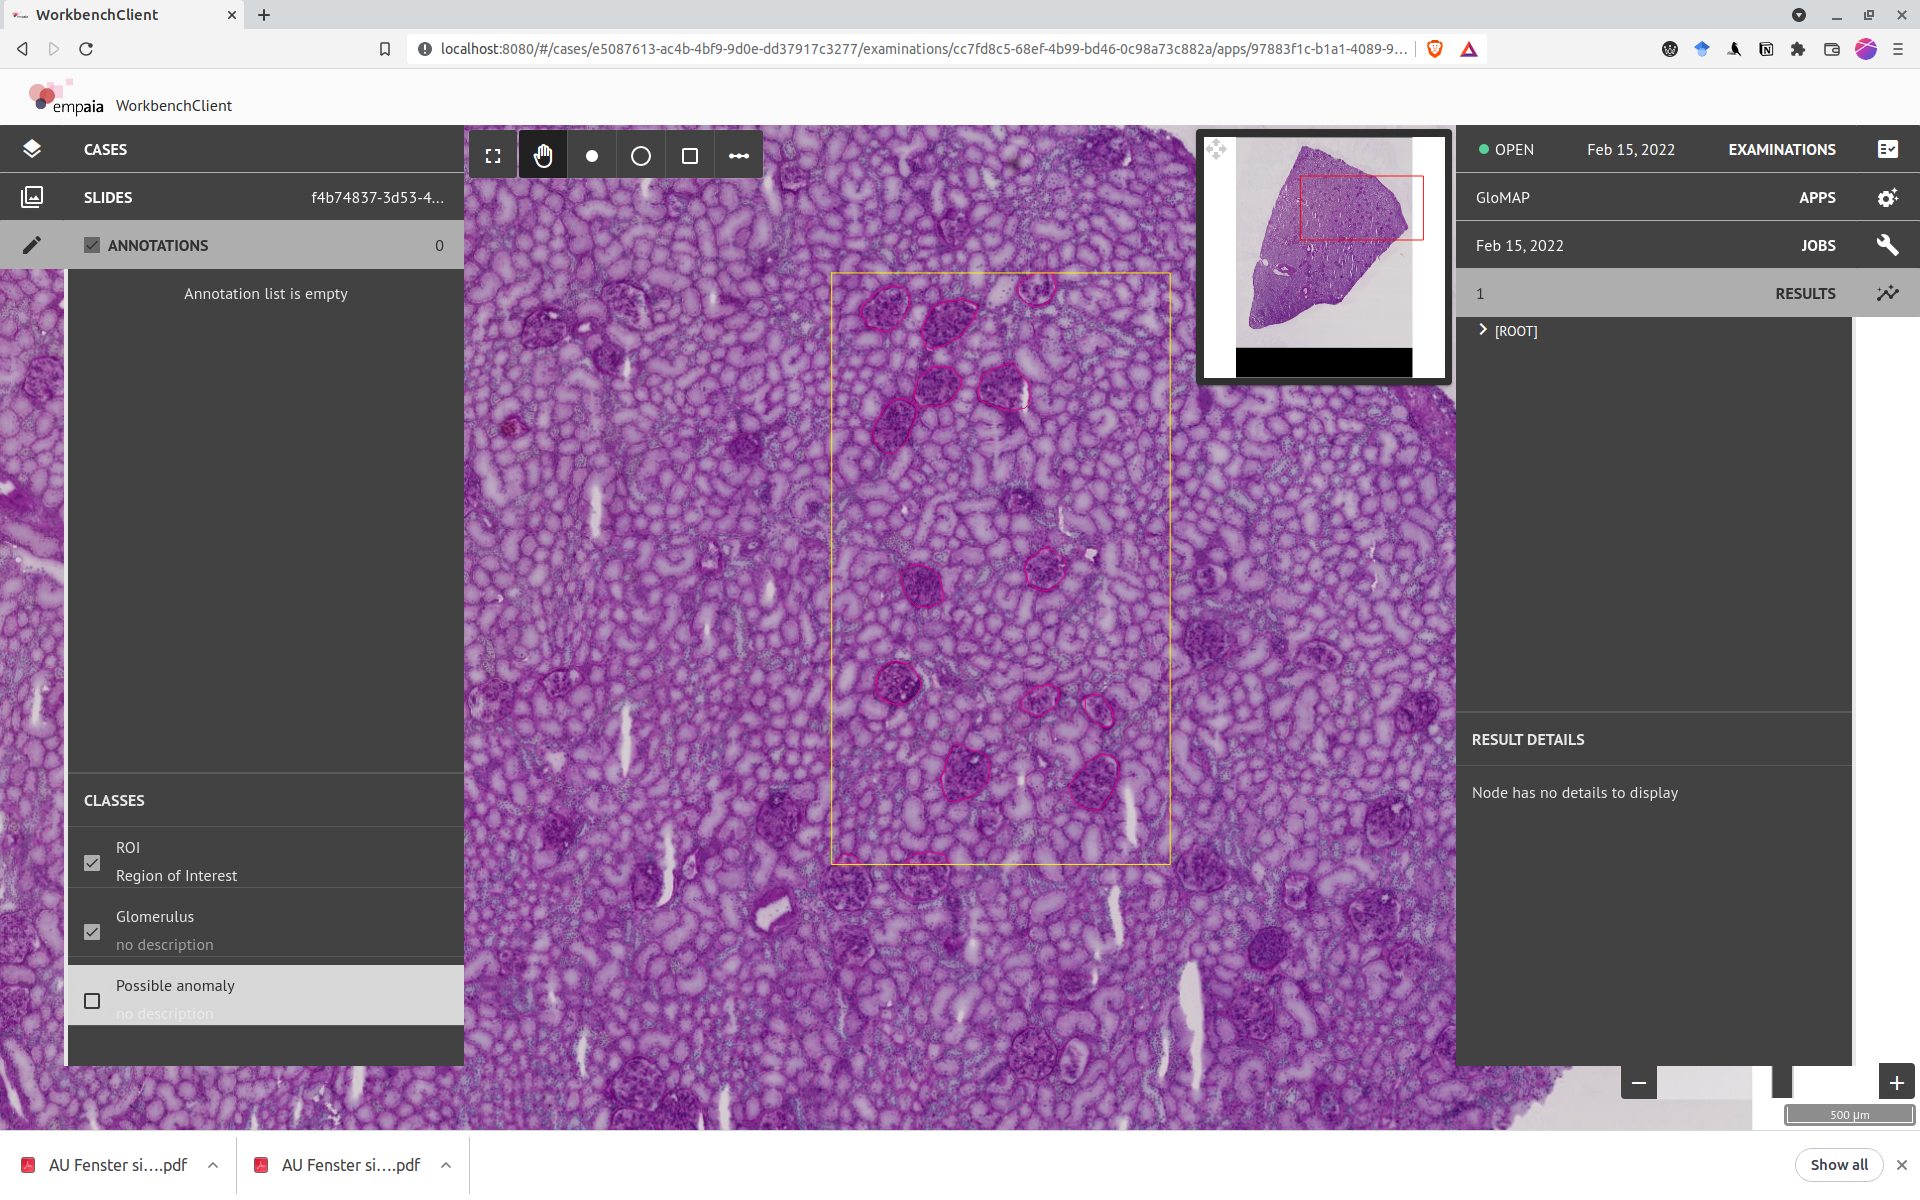 WorkbenchClient
localhost:8080/#/cases/e5087613-ac4b-4bf9-9d0e-dd37917c3277/examinations/cc7fd8c5-68ef-4b99-bd46-0c98a73c882a/apps/97883f1c-b1a1-4089-9...
empaia WorkbenchClient
CASES
SLIDES f4b74837-3d53-4...
ANNOTATIONS 0
Annotation list is empty
CLASSES
ROI
Region of Interest
Glomerulus
no description
Possible anomaly
no description
OPEN Feb 15, 2022 EXAMINATIONS
GloMAP APPS
Feb 15, 2022 JOBS
1 RESULTS
[ROOT]
RESULT DETAILS
Node has no details to display
500 µm
AU Fenster si....pdf
AU Fenster si....pdf
Show all